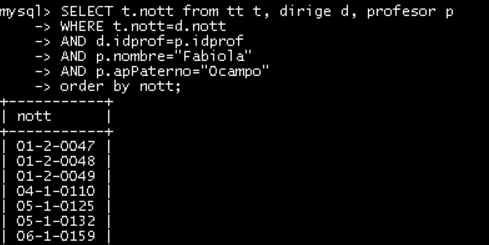 mysql> SELECT t.nott from tt t, dirige d, profesor p
-> WHERE t.nott=d.nott
-> AND d.idprof=p.idprof
-> AND p.nombre="Fabiola"
-> AND p.apPaterno="Ocampo"
-> order by nott;
+-----------+
| nott      |
+-----------+
| 01-2-0047 |
| 01-2-0048 |
| 01-2-0049 |
| 04-1-0110 |
| 05-1-0125 |
| 05-1-0132 |
| 06-1-0159 |